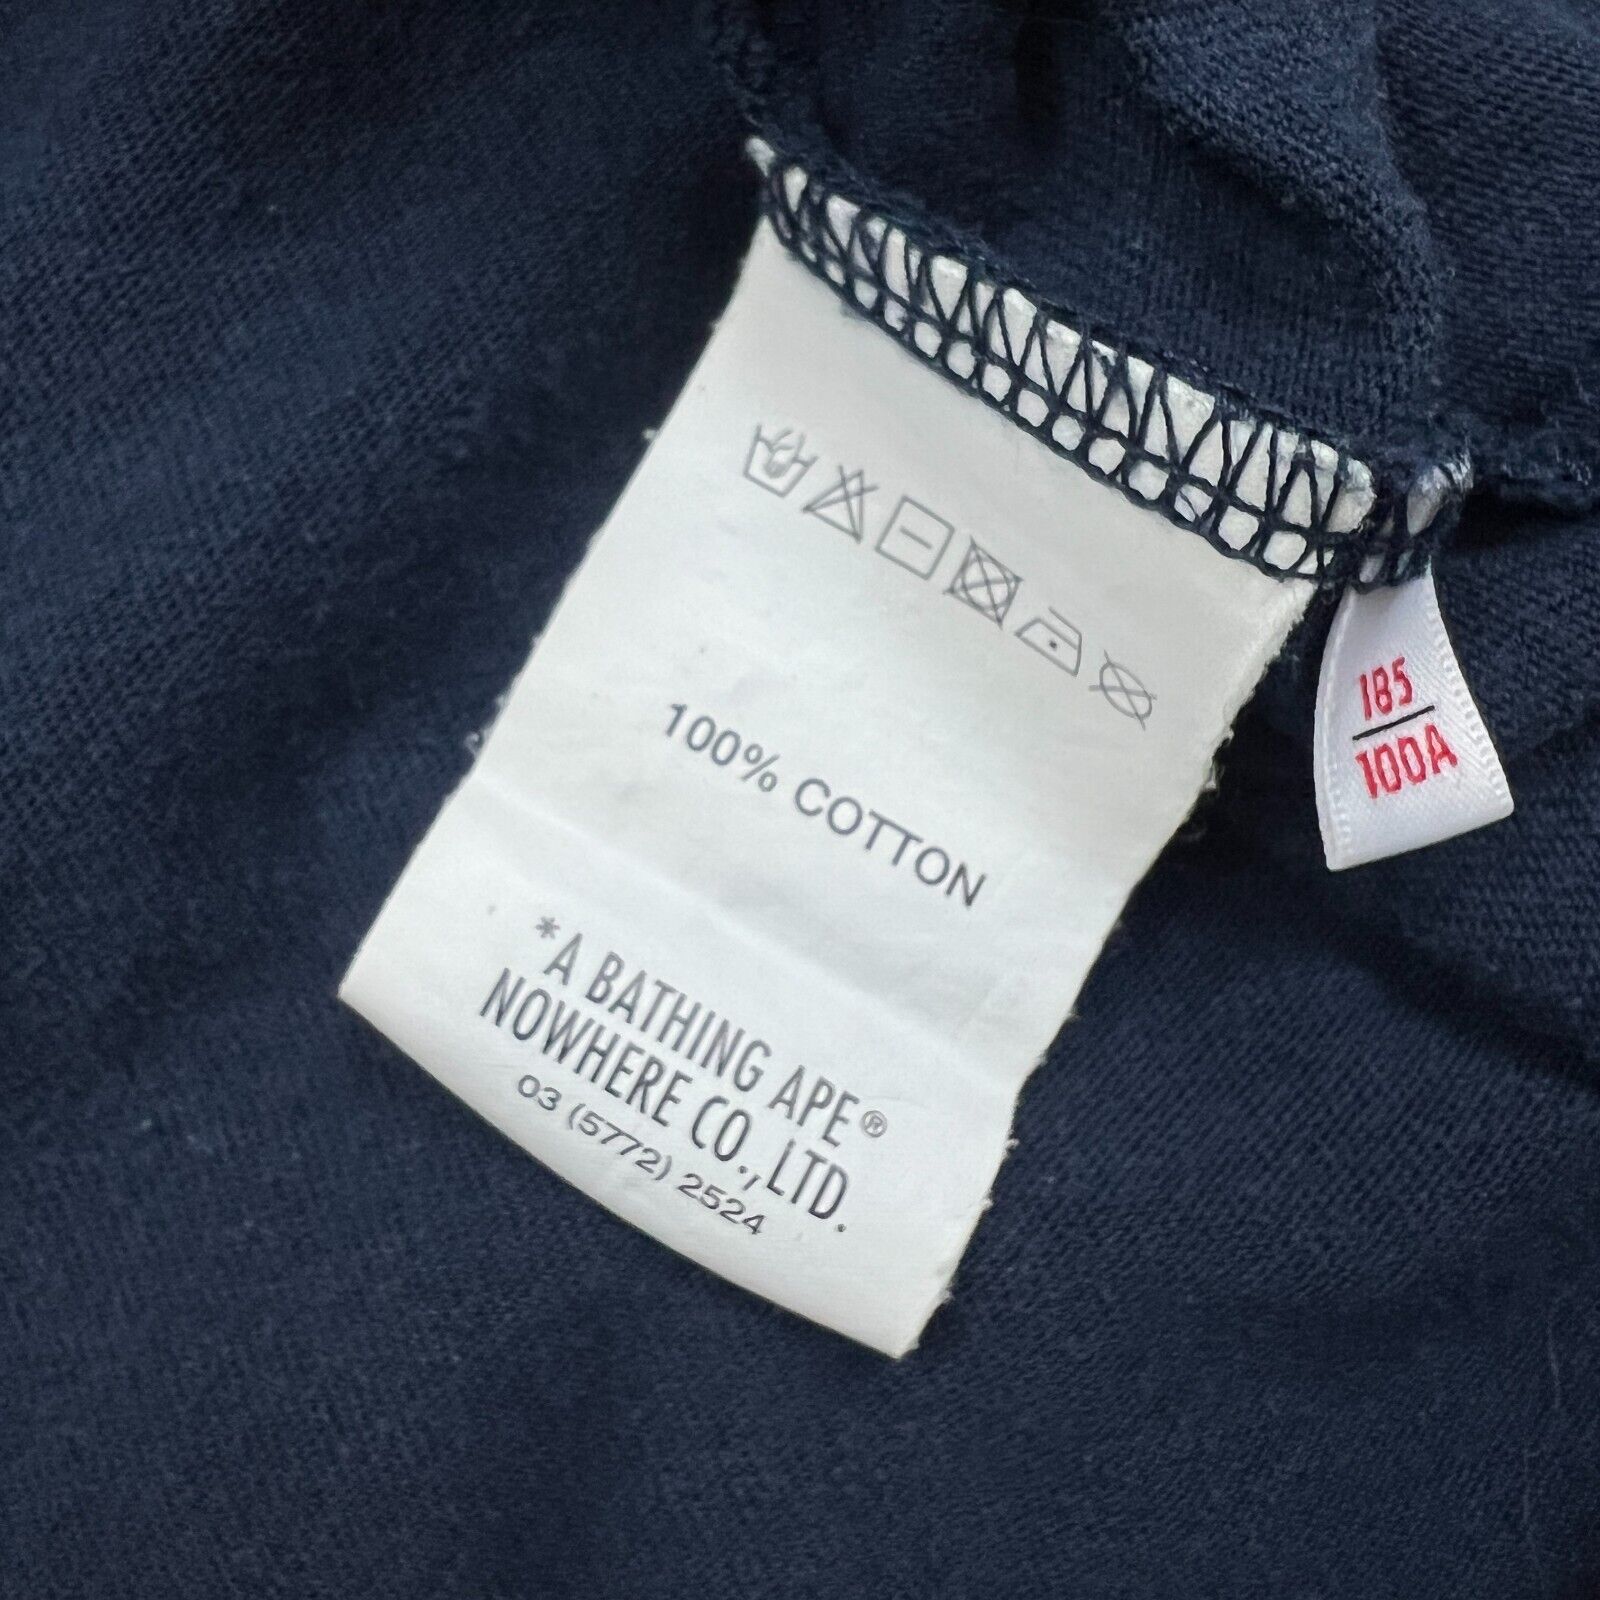 100% COTTON
*A BATHING APE®
NOWHERE CO.,LTD.
03 (5772) 2524
185
100A